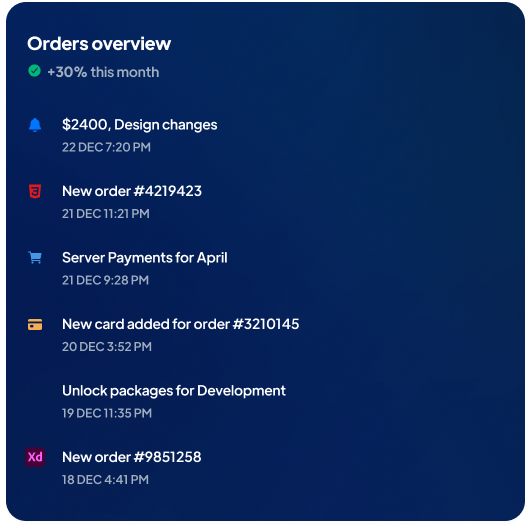 Orders overview
+30% this month
$2400, Design changes
22 DEC 7:20 PM
New order #4219423
21 DEC 11:21 PM
Server Payments for April
21 DEC 9:28 PM
New card added for order #3210145
20 DEC 3:52 PM
Unlock packages for Development
19 DEC 11:35 PM
Xd New order #9851258
18 DEC 4:41 PM